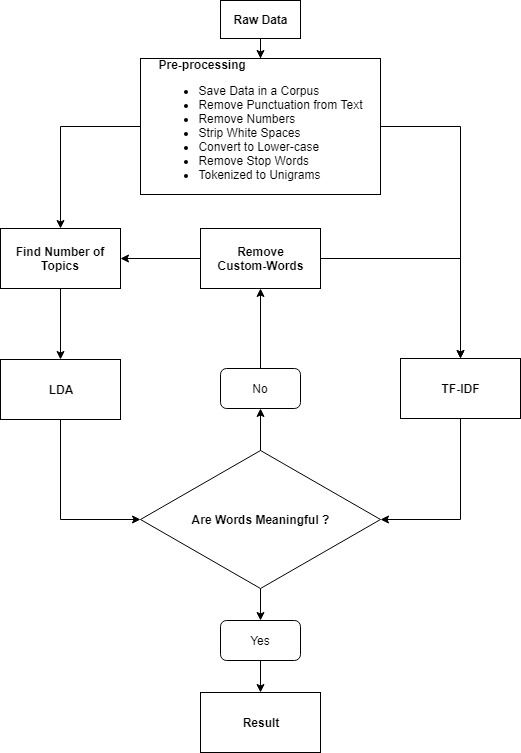 Raw Data
Pre-processing
Save Data in a Corpus
Remove Punctuation from Text
Remove Numbers
Strip White Spaces
Convert to Lower-case
Remove Stop Words
Tokenized to Unigrams
Find Number of
Topics
Remove
Custom-Words
LDA
No
TF-IDF
Are Words Meaningful ?
Yes
Result